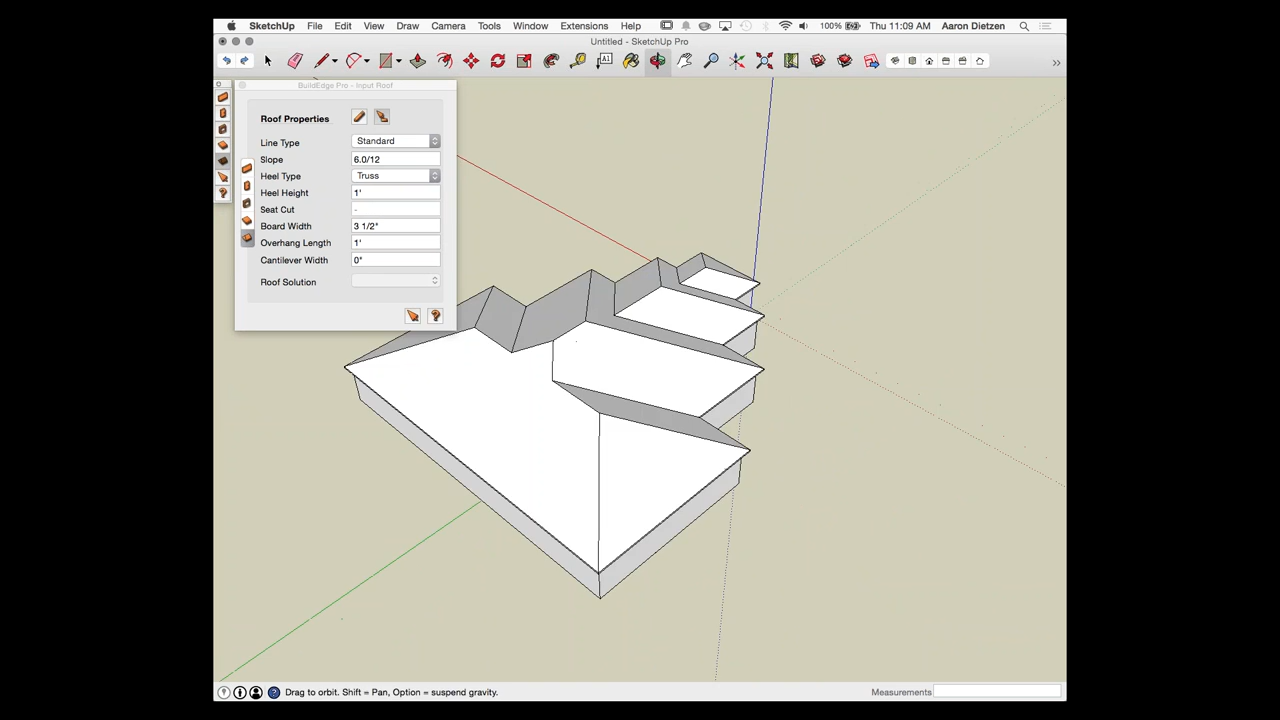 SketchUp File Edit View Draw Camera Tools Window Extensions Help 100% Thu 11:09 AM Aaron Dietzen
Untitled - SketchUp Pro
A1
BuildEdge Pro - Input Roof
Roof Properties
Line Type Standard
Slope 6.0/12
Heel Type Truss
Heel Height 1'
Seat Cut -
Board Width 3 1/2"
Overhang Length 1'
Cantilever Width 0"
Roof Solution
Drag to orbit. Shift = Pan, Option = suspend gravity. Measurements